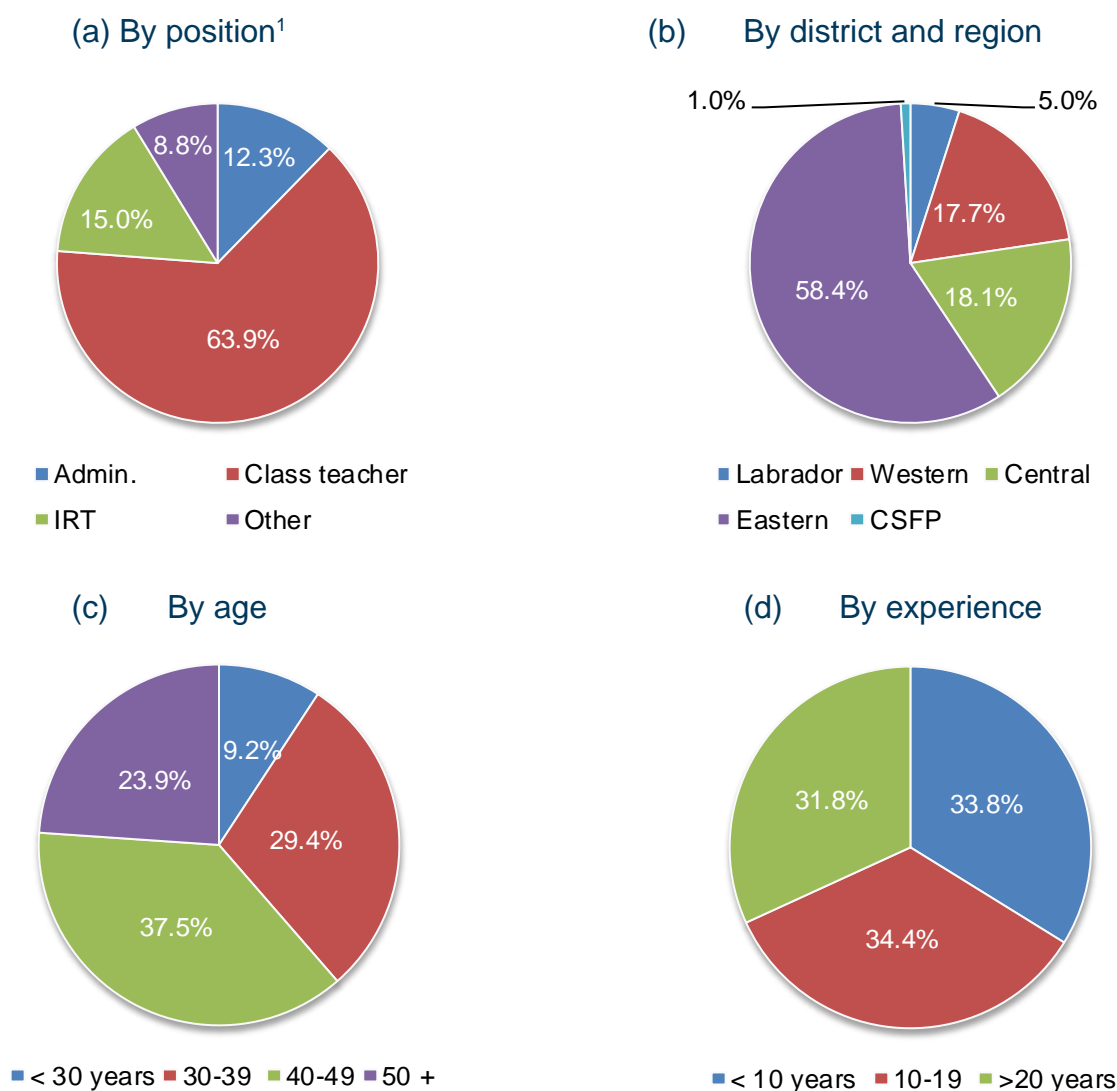 (a) By position¹
8.8%
12.3%
15.0%
63.9%
Admin. Class teacher
IRT Other
(b) By district and region
1.0%
5.0%
17.7%
58.4%
18.1%
Labrador Western Central
Eastern CSFP
(c) By age
9.2%
23.9%
29.4%
37.5%
< 30 years 30-39 40-49 50 +
(d) By experience
31.8%
33.8%
34.4%
< 10 years 10-19 >20 years